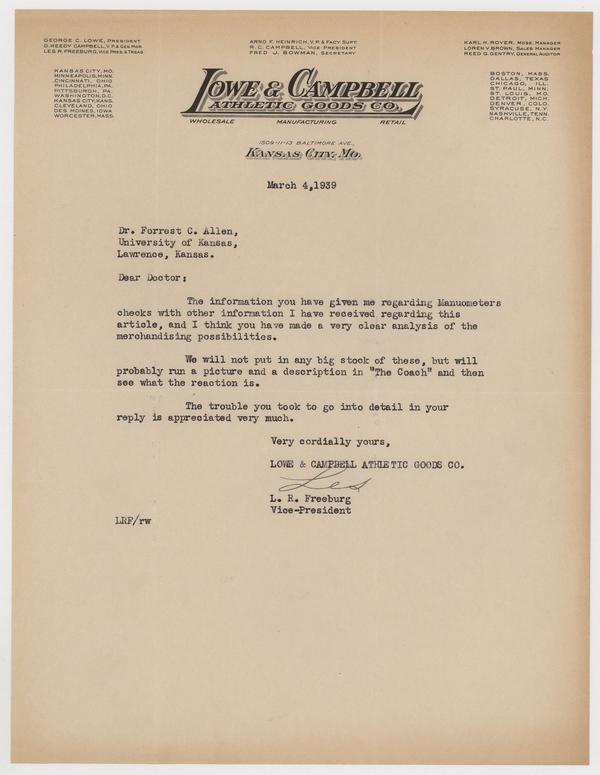 GEORGE C. LOWE, PRESIDENT
G. KEEDY CAMPBELL, V.P. & GEN. MGR.
LES R. FREEBURG, VICE PRES. & TREAS.
ARNO F. HEINRICH, V.P. & FAC'Y SUPT.
R. C. CAMPBELL, VICE PRESIDENT
FRED J. BOWMAN, SECRETARY
KARL H. ROYER, MDSE. MANAGER
LOREN V. BROWN, SALES MANAGER
REED G. GENTRY, GENERAL AUDITOR
KANSAS CITY, MO.
MINNEAPOLIS, MINN.
CINCINNATI, OHIO
PHILADELPHIA, PA.
PITTSBURGH, PA.
WASHINGTON, D.C.
KANSAS CITY, KANS.
CLEVELAND, OHIO
DES MOINES, IOWA
WORCESTER, MASS.
LOWE & CAMPBELL
ATHLETIC GOODS CO.
WHOLESALE MANUFACTURING RETAIL
BOSTON, MASS.
DALLAS, TEXAS
CHICAGO, ILL.
ST. PAUL, MINN.
ST. LOUIS, MO.
DETROIT, MICH.
DENVER, COLO.
SYRACUSE, N.Y.
NASHVILLE, TENN.
CHARLOTTE, N.C.
1509-11-13 BALTIMORE AVE.,
KANSAS CITY, MO.
March 4,1939
Dr. Forrest C. Allen,
University of Kansas,
Lawrence, Kansas.
Dear Doctor;
The information you have given me regarding Manuometers
checks with other information I have received regarding this
article, and I think you have made a very clear analysis of the
merchandising possibilities.
We will not put in any big stock of these, but will
probably run a picture and a description in "The Coach" and then
see what the reaction is.
The trouble you took to go into detail in your
reply is appreciated very much.
Very cordially yours,
LOWE & CAMPBELL ATHLETIC GOODS CO.
Les
L. R. Freeburg
Vice-President
LRF/rw